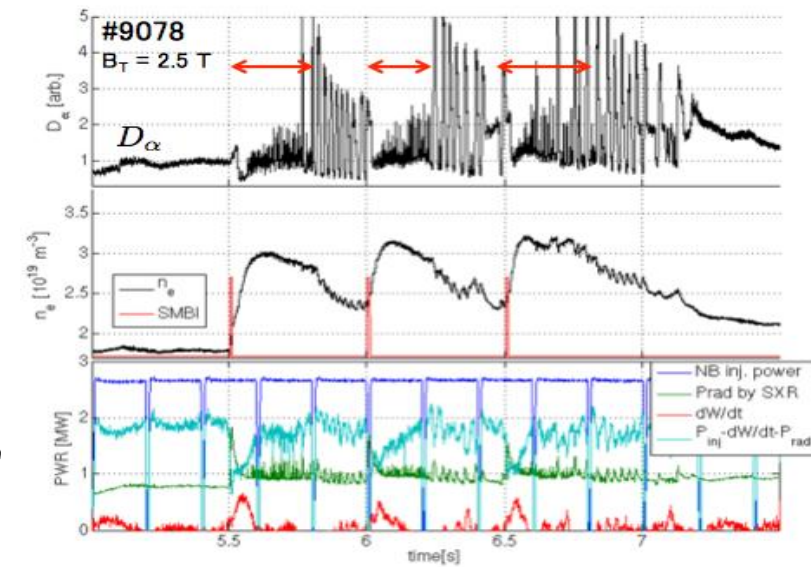 #9078
B_T = 2.5 T
D_α [arb.]
5
4
3
2
1
D_α
n_e [10^19 m^-3]
3.5
3
2.5
2
n_e
SMBI
PWR [MW]
3
2
1
0
NB inj. power
Prad by SXR
dW/dt
P_inj-dW/dt-P_rad
5.5
6
6.5
7
time[s]